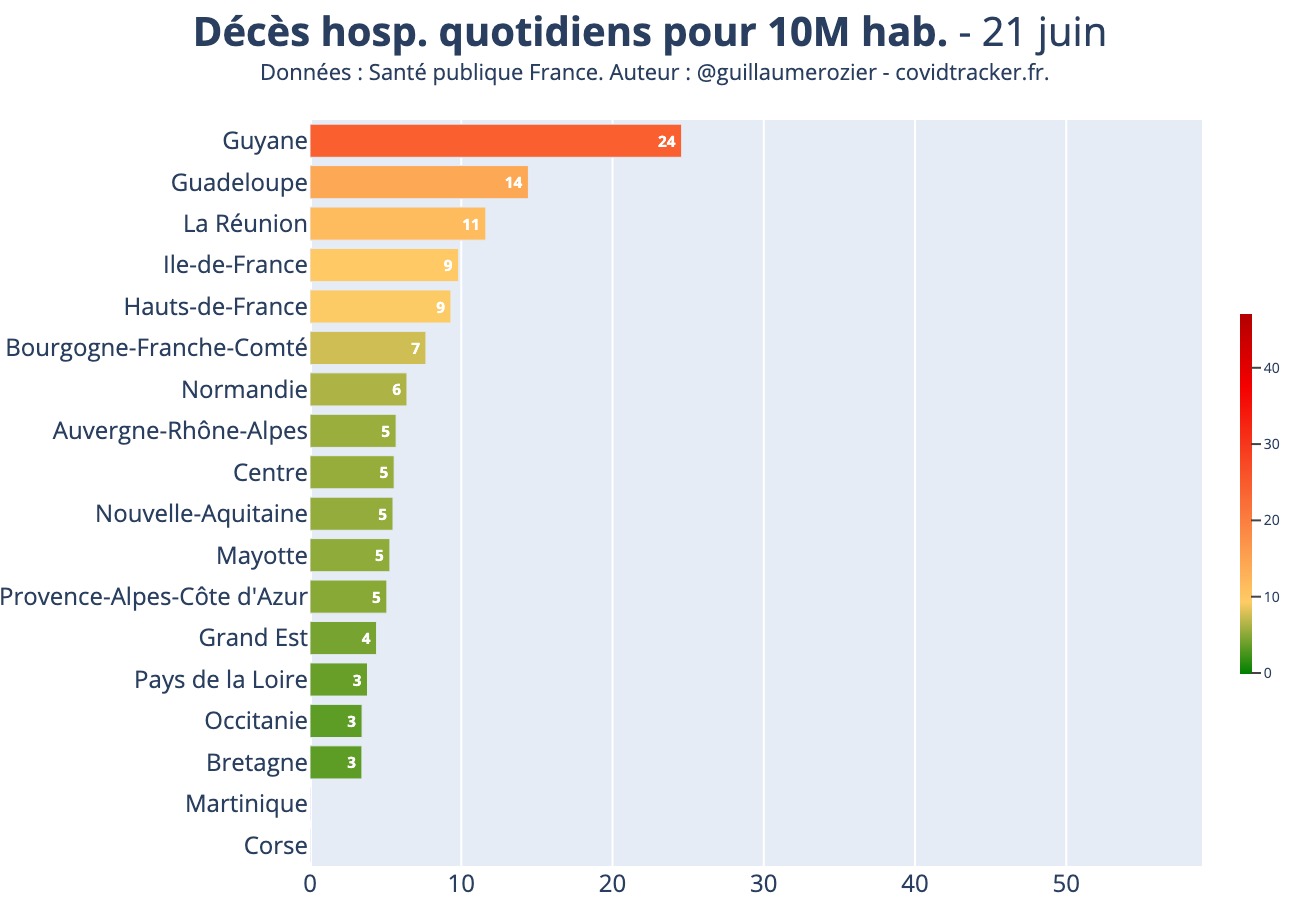 Décès hosp. quotidiens pour 10M hab. - 21 juin
Données : Santé publique France. Auteur : @guillaumerozier - covidtracker.fr.
Guyane 24
Guadeloupe 14
La Réunion 11
Ile-de-France 9
Hauts-de-France 9
Bourgogne-Franche-Comté 7
Normandie 6
Auvergne-Rhône-Alpes 5
Centre 5
Nouvelle-Aquitaine 5
Mayotte 5
Provence-Alpes-Côte d'Azur 5
Grand Est 4
Pays de la Loire 3
Occitanie 3
Bretagne 3
Martinique
Corse
0 10 20 30 40 50
40
30
20
10
0